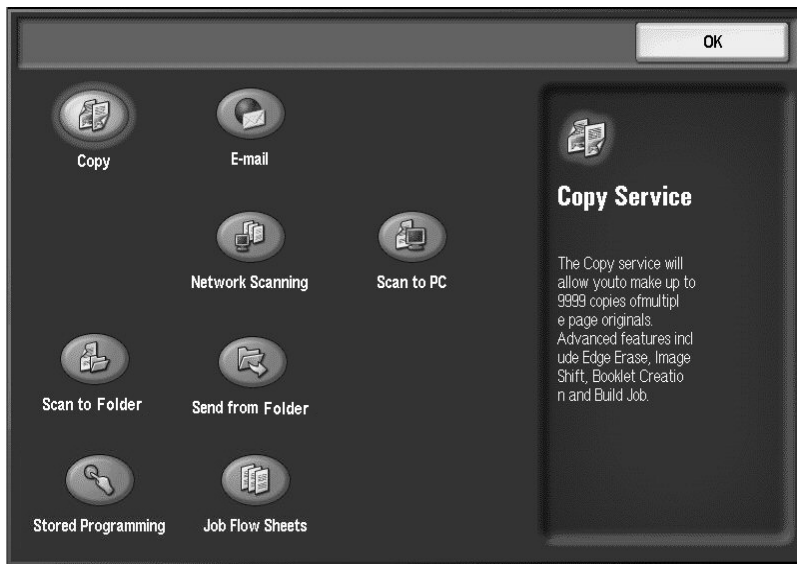 OK
Copy
E-mail
Network Scanning
Scan to PC
Scan to Folder
Send from Folder
Stored Programming
Job Flow Sheets
Copy Service
The Copy service will
allow youto make up to
9999 copies ofmultipl
e page originals.
Advanced features incl
ude Edge Erase, Image
Shift, Booklet Creatio
n and Build Job.